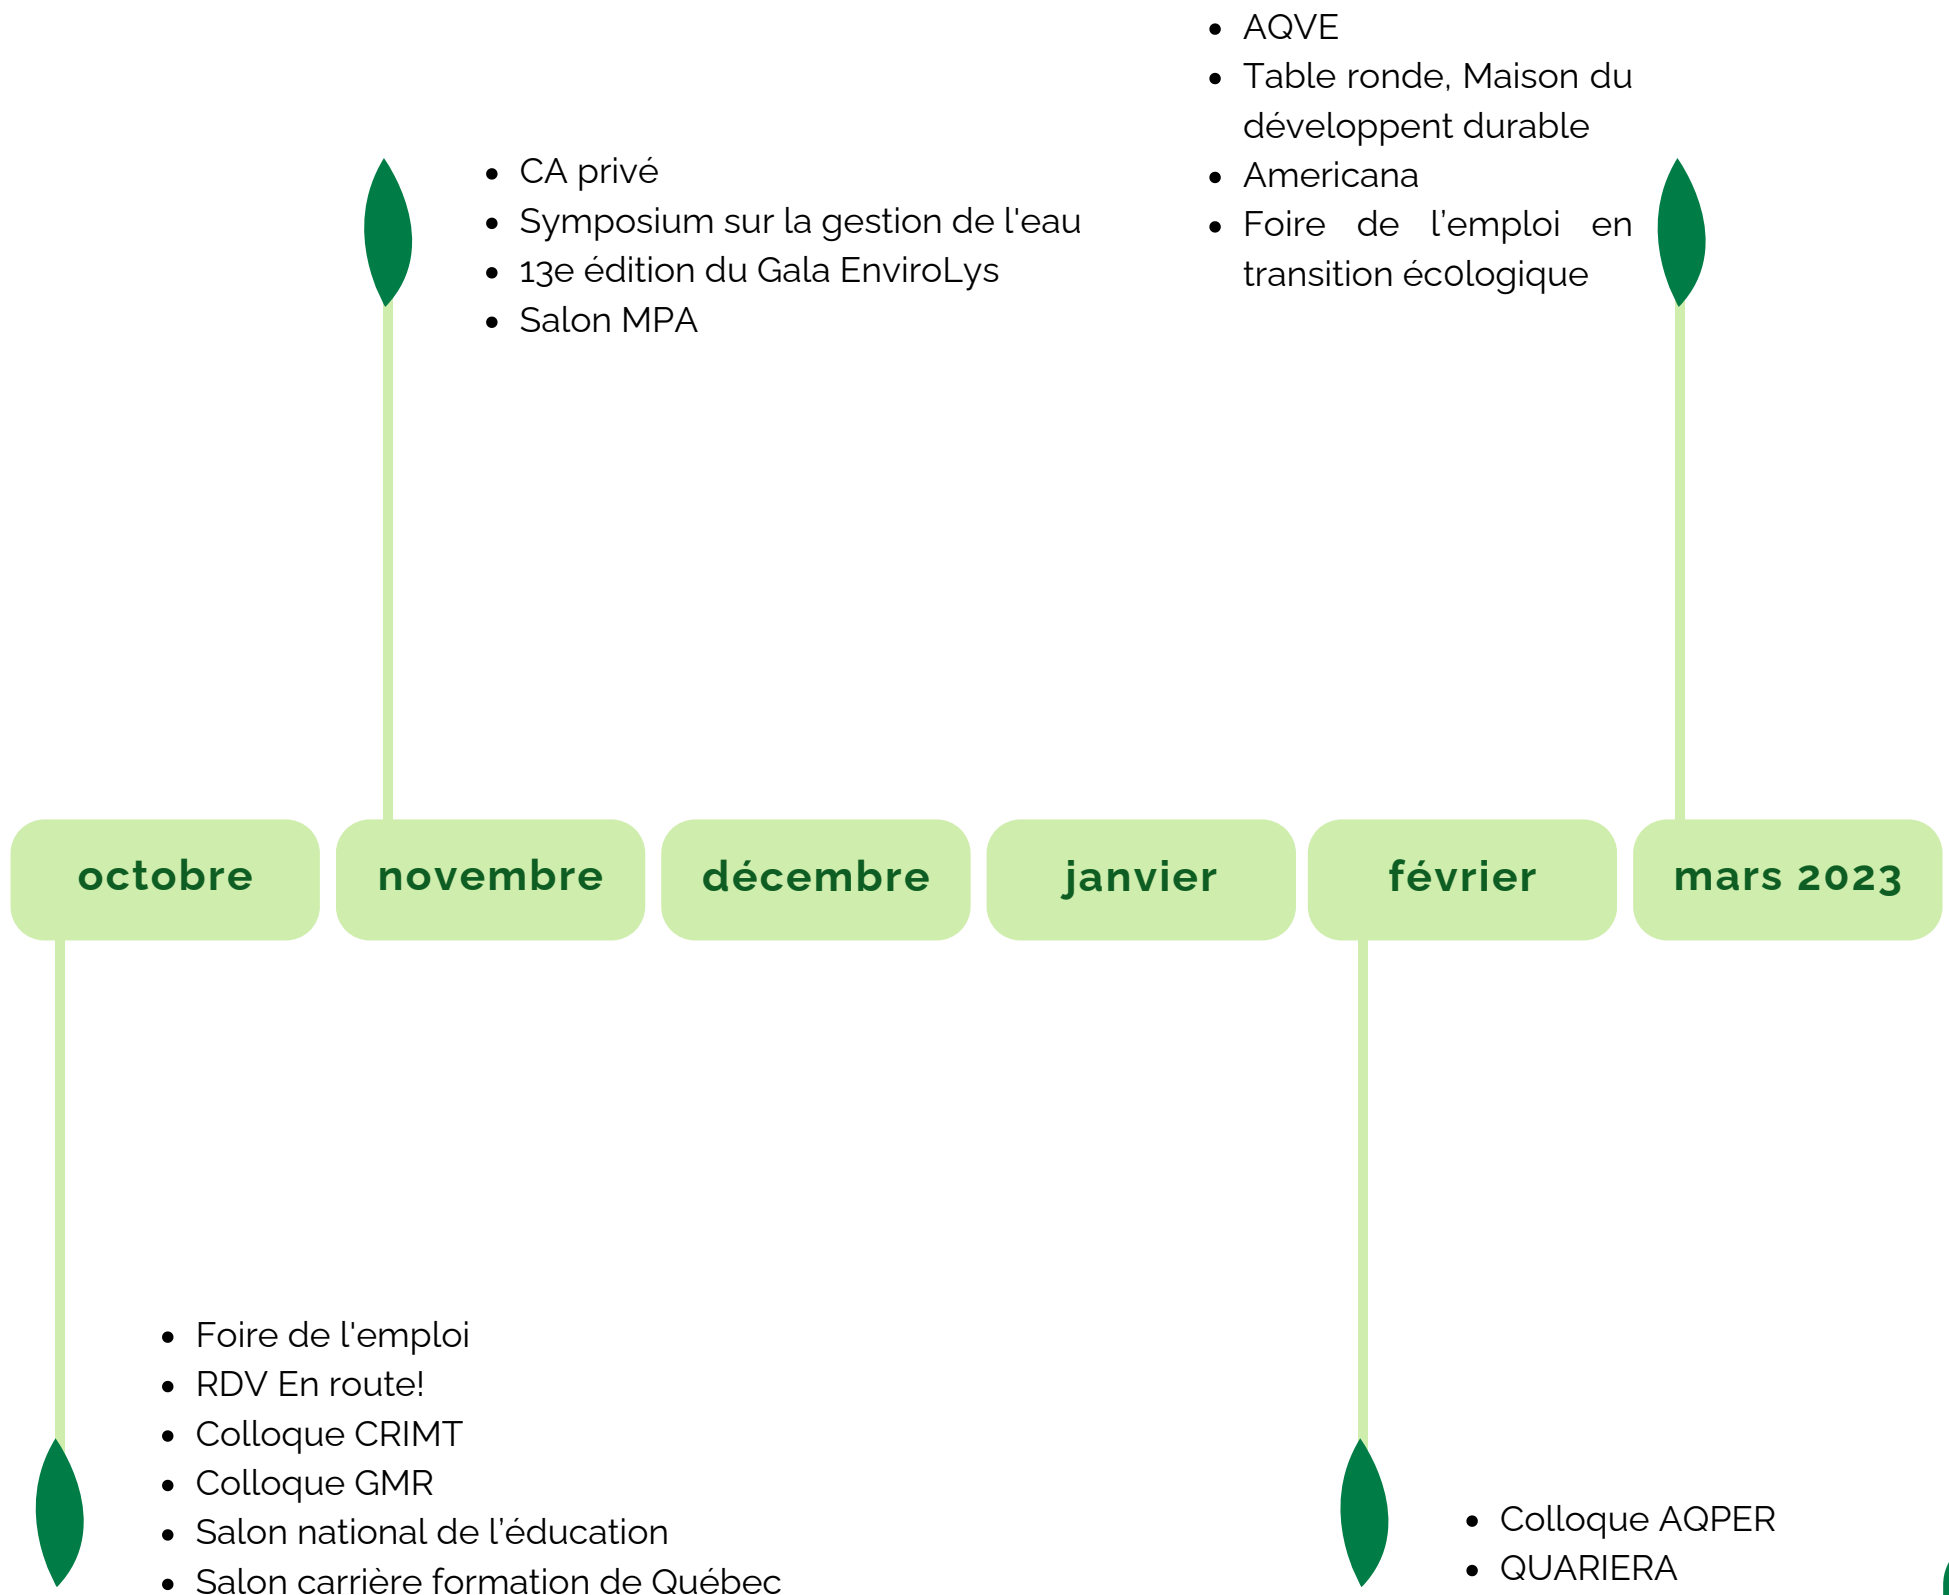 • AQVE
• Table ronde, Maison du
développent durable
• Americana
• Foire de l’emploi en
transition éc0logique
• CA privé
• Symposium sur la gestion de l'eau
• 13e édition du Gala EnviroLys
• Salon MPA
octobre
novembre
décembre
janvier
février
mars 2023
• Foire de l'emploi
• RDV En route!
• Colloque CRIMT
• Colloque GMR
• Salon national de l’éducation
• Salon carrière formation de Québec
• Colloque AQPER
• QUARIERA